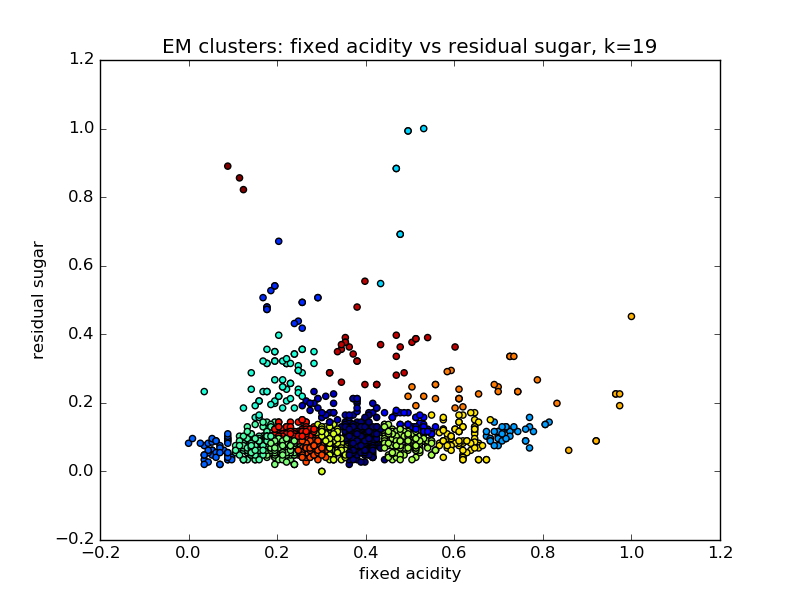 EM clusters: fixed acidity vs residual sugar, k=19
1.2
1.0
0.8
0.6
0.4
0.2
0.0
−0.2
residual sugar
−0.2 0.0 0.2 0.4 0.6 0.8 1.0 1.2
fixed acidity